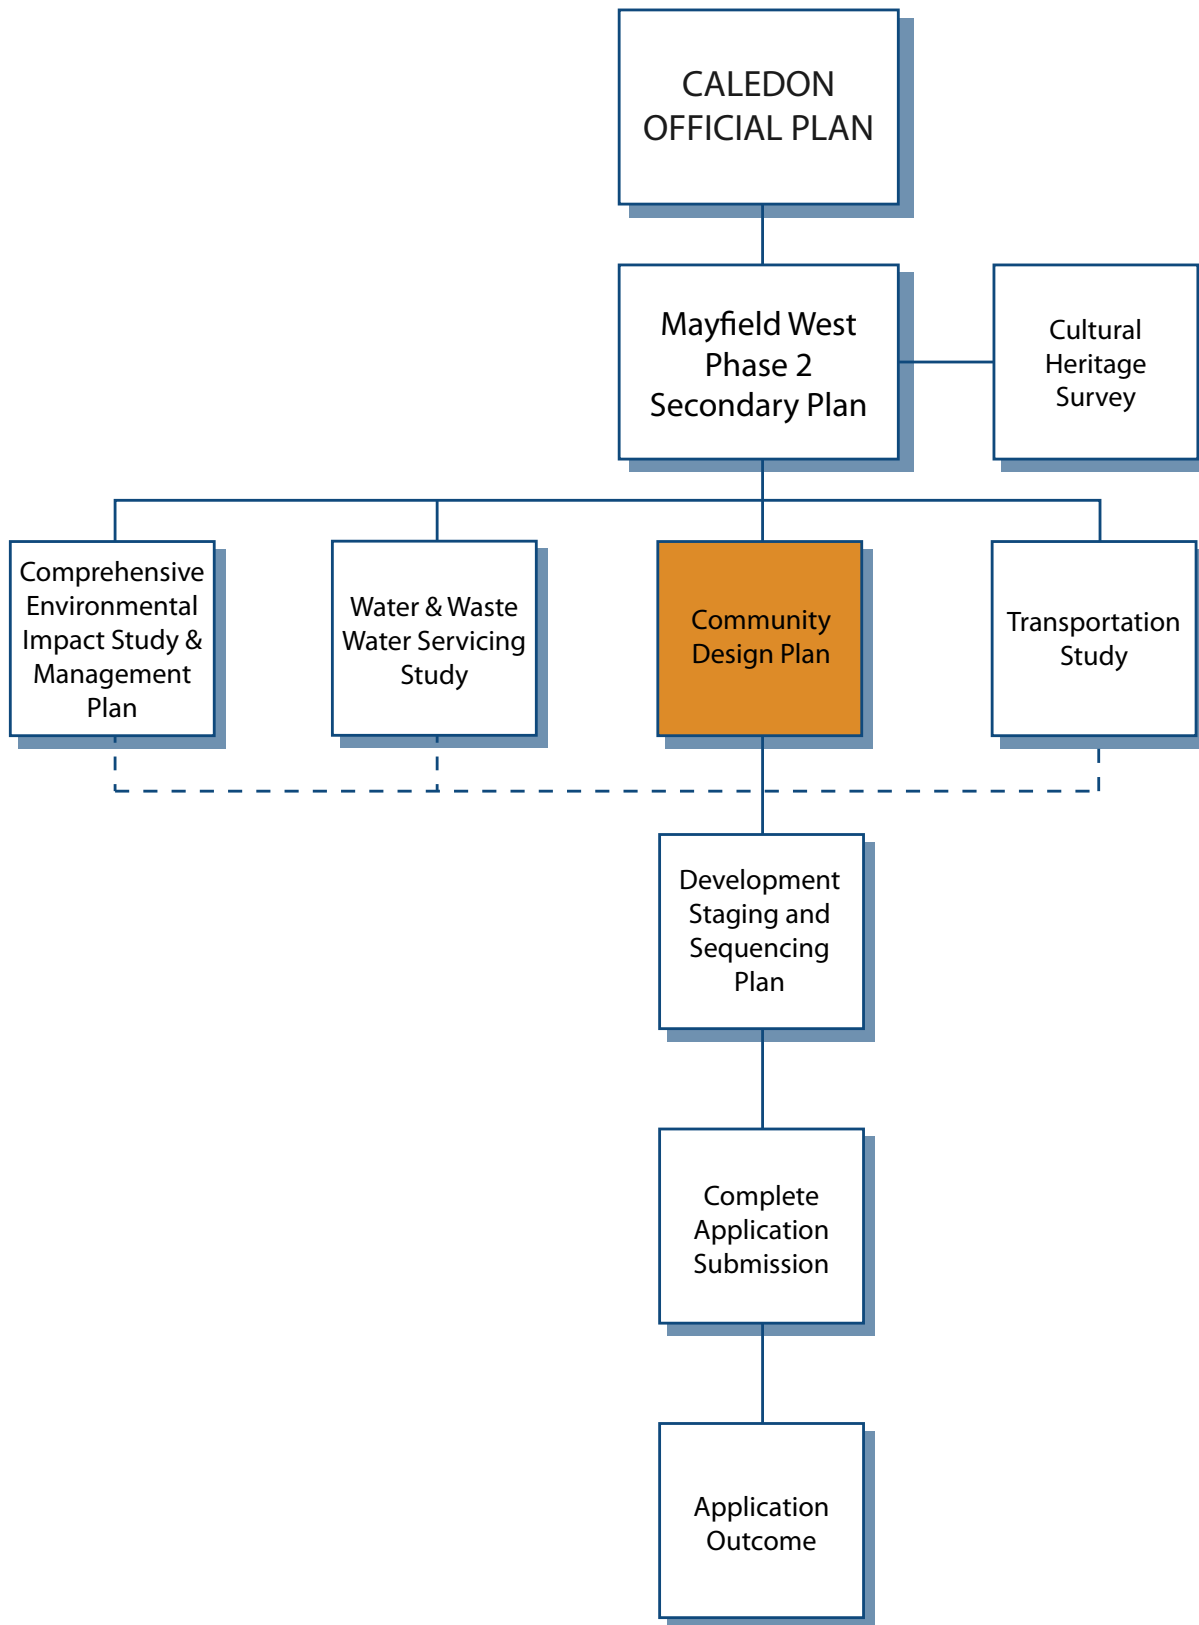 CALEDON
OFFICIAL PLAN
Mayfield West
Phase 2
Secondary Plan
Cultural
Heritage
Survey
Comprehensive
Environmental
Impact Study &
Management
Plan
Water & Waste
Water Servicing
Study
Community
Design Plan
Transportation
Study
Development
Staging and
Sequencing
Plan
Complete
Application
Submission
Application
Outcome